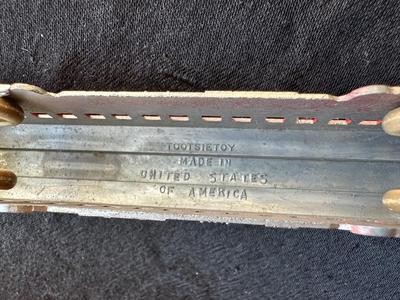 TOOTSIETOY
MADE IN
UNITED STATES
OF AMERICA